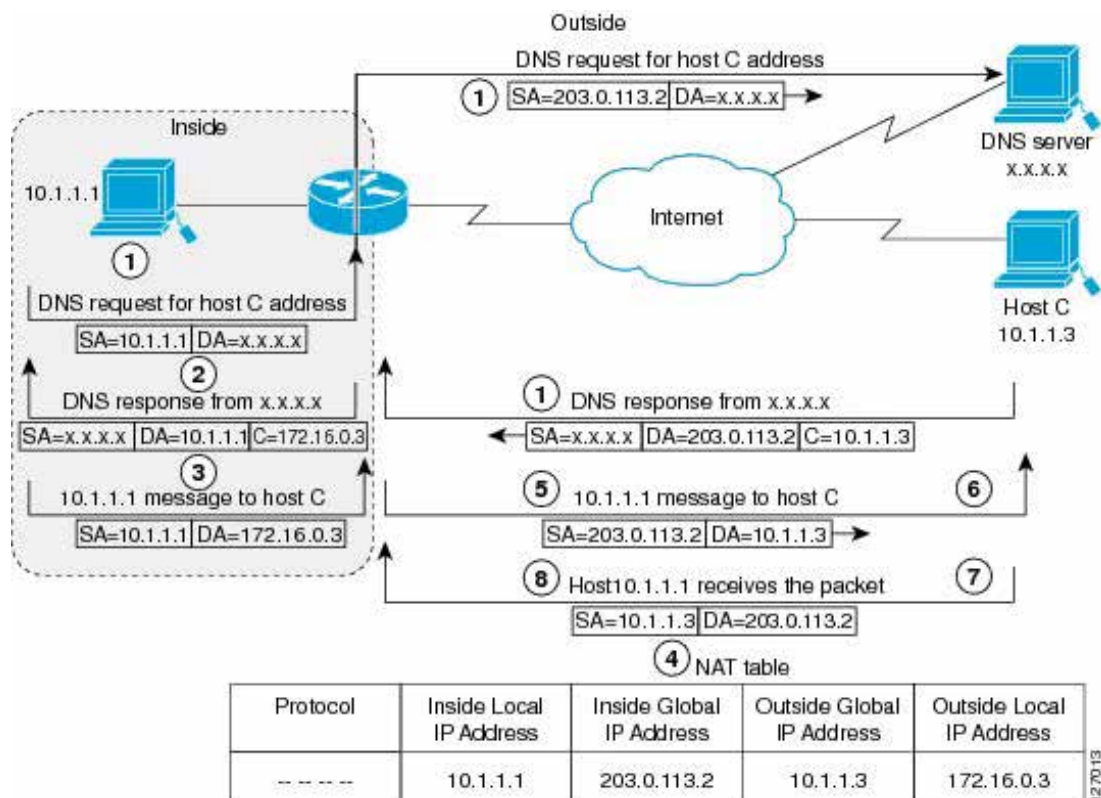 Outside
DNS request for host C address
1 SA=203.0.113.2 DA=x.x.x.x
DNS server
x.x.x.x
Inside
10.1.1.1
Internet
1
DNS request for host C address
SA=10.1.1.1 DA=x.x.x.x
Host C
10.1.1.3
2
DNS response from x.x.x.x
SA=x.x.x.x DA=10.1.1.1 C=172.16.0.3
1 DNS response from x.x.x.x
SA=x.x.x.x DA=203.0.113.2 C=10.1.1.3
3
10.1.1.1 message to host C
SA=10.1.1.1 DA=172.16.0.3
5 10.1.1.1 message to host C 6
SA=203.0.113.2 DA=10.1.1.3
8 Host10.1.1.1 receives the packet 7
SA=10.1.1.3 DA=203.0.113.2
4 NAT table
Protocol Inside Local IP Address Inside Global IP Address Outside Global IP Address Outside Local IP Address
-- -- -- -- 10.1.1.1 203.0.113.2 10.1.1.3 172.16.0.3
27013